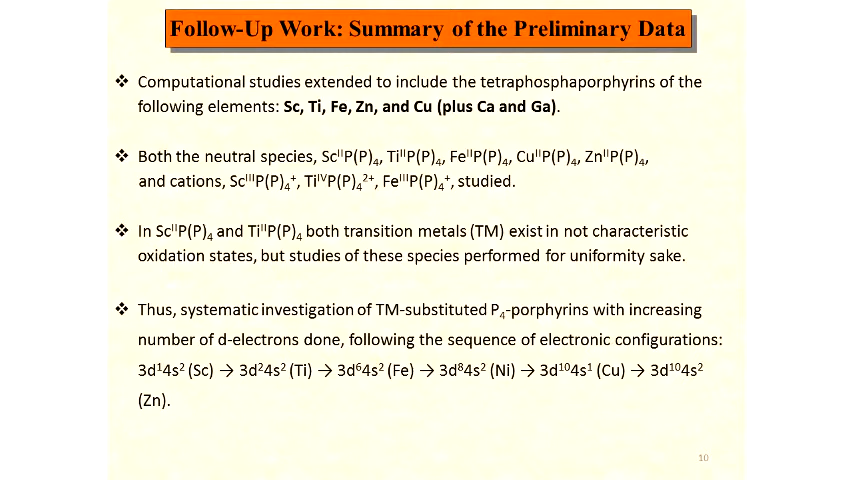 Follow-Up Work: Summary of the Preliminary Data
❖ Computational studies extended to include the tetraphosphaporphyrins of the
following elements: Sc, Ti, Fe, Zn, and Cu (plus Ca and Ga).
❖ Both the neutral species, ScᴵᴵP(P)₄, TiᴵᴵP(P)₄, FeᴵᴵP(P)₄, CuᴵᴵP(P)₄, ZnᴵᴵP(P)₄,
and cations, ScᴵᴵᴵP(P)₄⁺, TiᴵⱽP(P)₄²⁺, FeᴵᴵᴵP(P)₄⁺, studied.
❖ In ScᴵᴵP(P)₄ and TiᴵᴵP(P)₄ both transition metals (TM) exist in not characteristic
oxidation states, but studies of these species performed for uniformity sake.
❖ Thus, systematic investigation of TM-substituted P₄-porphyrins with increasing
number of d-electrons done, following the sequence of electronic configurations:
3d¹4s² (Sc) → 3d²4s² (Ti) → 3d⁶4s² (Fe) → 3d⁸4s² (Ni) → 3d¹⁰4s¹ (Cu) → 3d¹⁰4s²
(Zn).
10